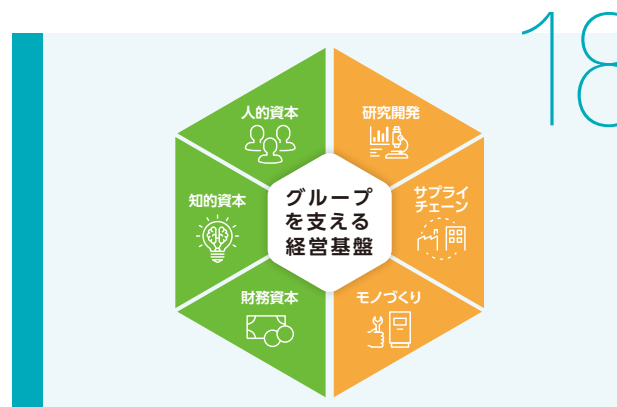 18
人的資本
研究開発
知的資本
グループ
を支える
経営基盤
サプライ
チェーン
財務資本
モノづくり